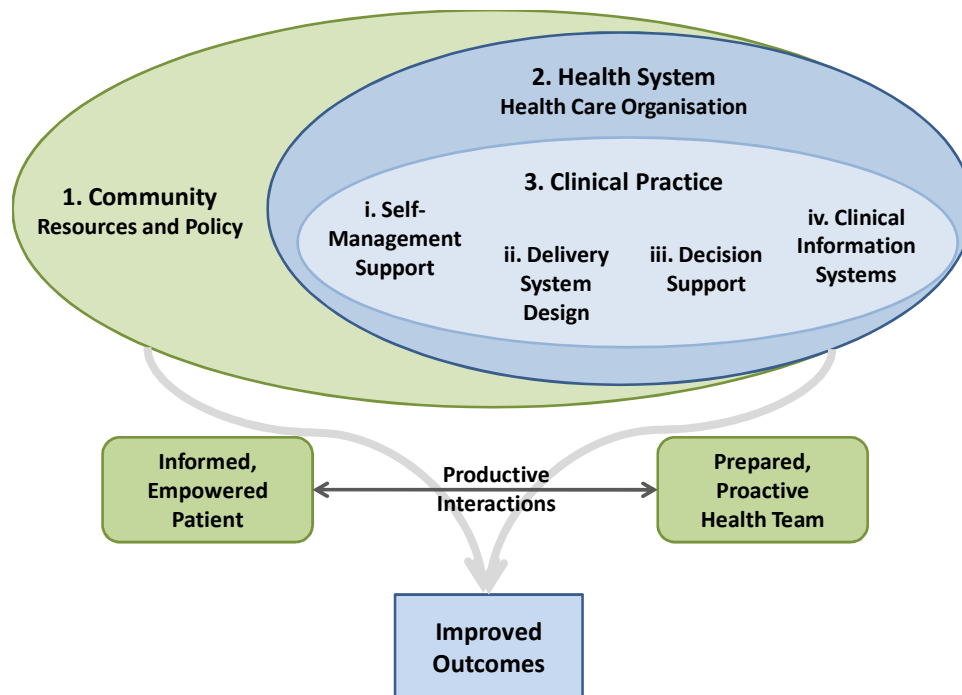 2. Health System
Health Care Organisation
1. Community
Resources and Policy
3. Clinical Practice
i. Self-
Management
Support
ii. Delivery
System
Design
iii. Decision
Support
iv. Clinical
Information
Systems
Informed,
Empowered
Patient
Productive
Interactions
Prepared,
Proactive
Health Team
Improved
Outcomes